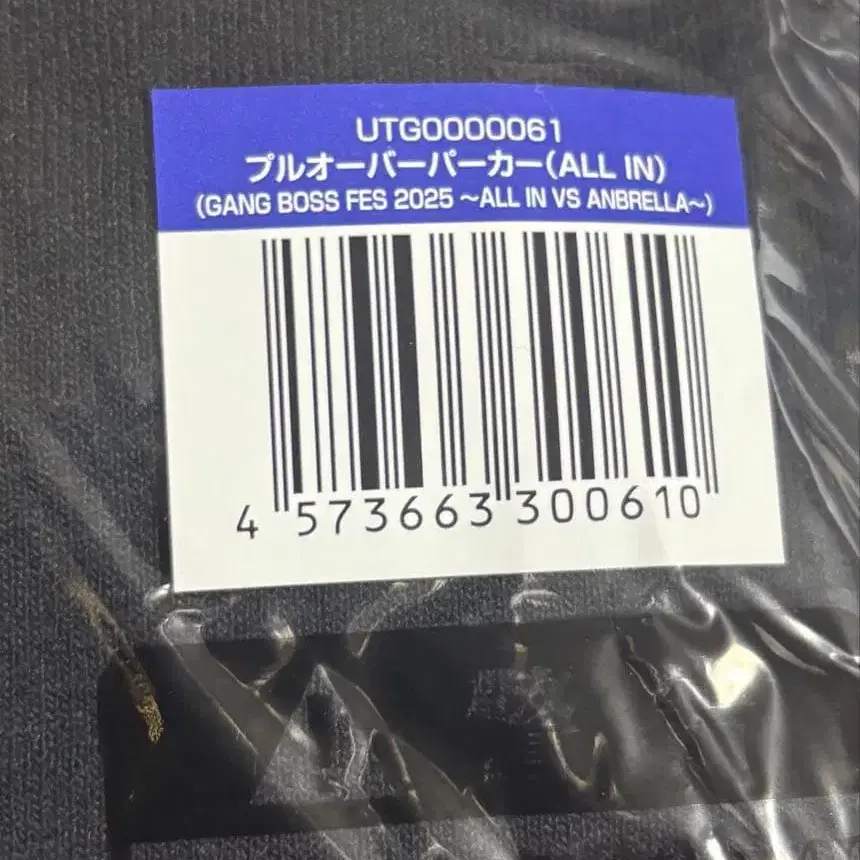 UTG0000061
プルオーバーパーカー(ALL IN)
(GANG BOSS FES 2025 ~ALL IN VS ANBRELLA~)
4 573663 300610